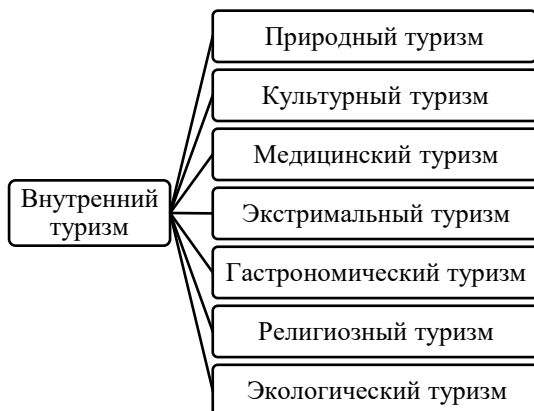 Природный туризм
Культурный туризм
Медицинский туризм
Внутренний
туризм
Экстримальный туризм
Гастрономический туризм
Религиозный туризм
Экологический туризм